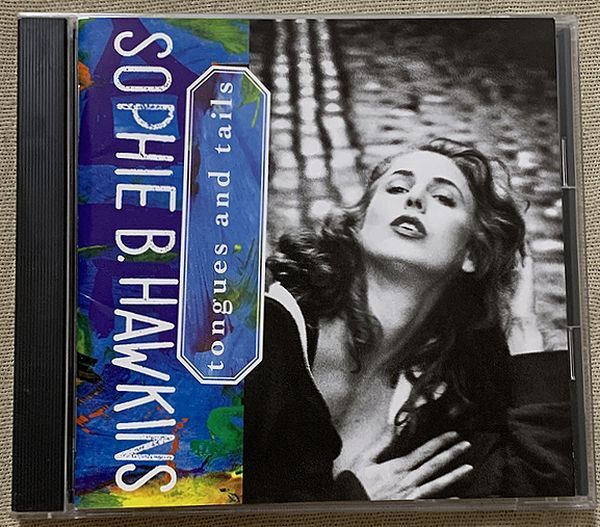 SOPHIE B. HAWKINS
tongues and tails